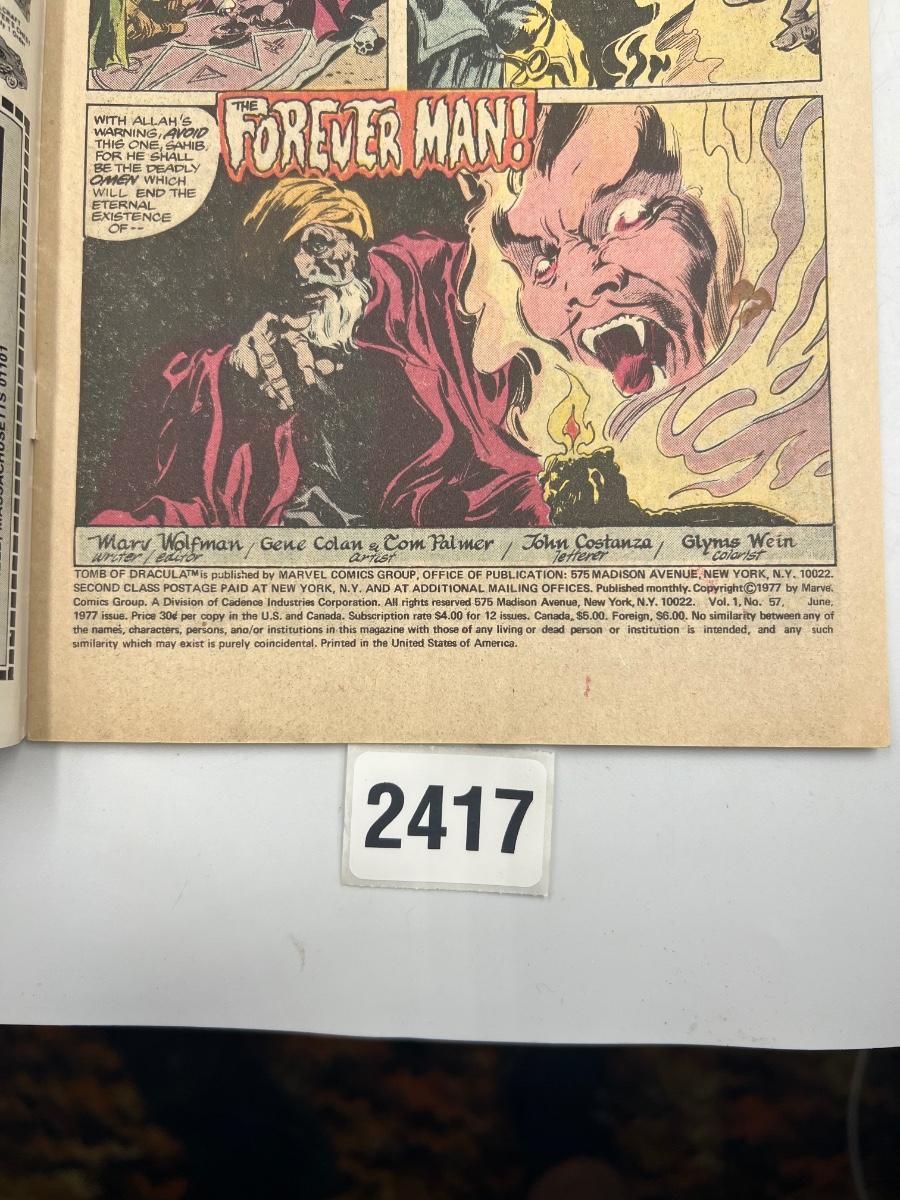 WITH ALLAH'S
WARNING, AVOID
THIS ONE, SAHIB,
FOR HE SHALL
BE THE DEADLY
OMEN WHICH
WILL END THE
ETERNAL
EXISTENCE
OF--
THE
FOREVER MAN!
Marv Wolfman / Gene Colan & Tom Palmer / John Costanza / Glynis Wein
writer/editor artist letterer colorist
TOMB OF DRACULA™ is published by MARVEL COMICS GROUP, OFFICE OF PUBLICATION: 575 MADISON AVENUE, NEW YORK, N.Y. 10022.
SECOND CLASS POSTAGE PAID AT NEW YORK, N.Y. AND AT ADDITIONAL MAILING OFFICES. Published monthly. Copyright © 1977 by Marvel
Comics Group. A Division of Cadence Industries Corporation. All rights reserved 575 Madison Avenue, New York, N.Y. 10022. Vol. 1, No. 57, June,
1977 issue. Price 30¢ per copy in the U.S. and Canada. Subscription rate $4.00 for 12 issues. Canada, $5.00. Foreign, $6.00. No similarity between any of
the names, characters, persons, and/or institutions in this magazine with those of any living or dead person or institution is intended, and any such
similarity which may exist is purely coincidental. Printed in the United States of America.
2417
MASSACHUSETTS 01101